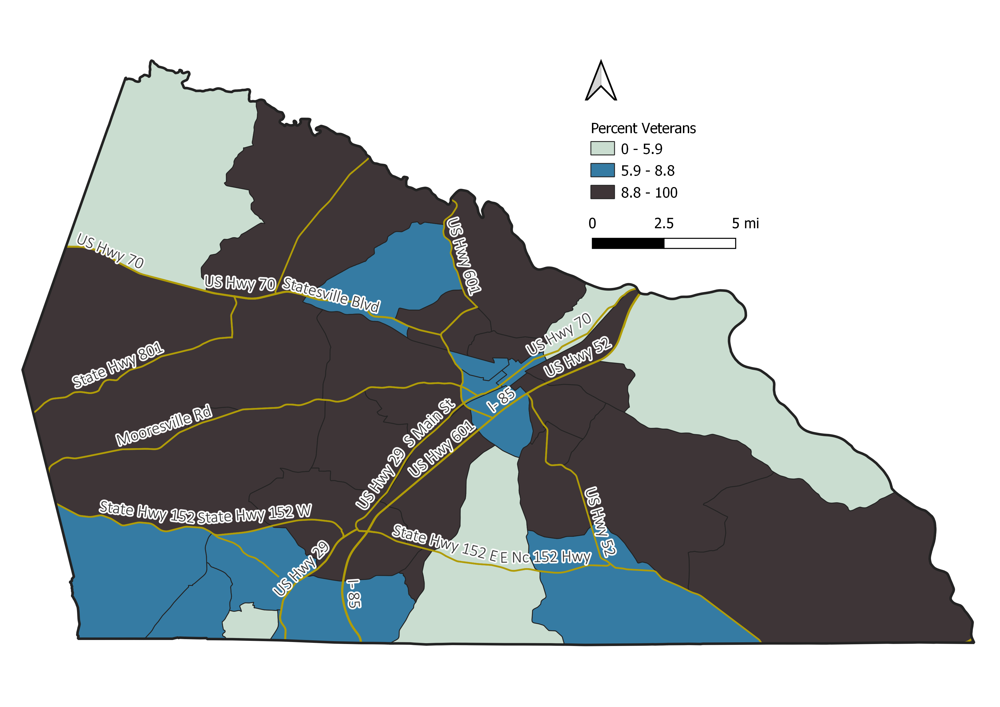 Percent Veterans
0 - 5.9
5.9 - 8.8
8.8 - 100
0 2.5 5 mi
US Hwy 70
US Hwy 70
Statesville Blvd
US Hwy 601
US Hwy 70
US Hwy 52
State Hwy 801
Mooresville Rd
I- 85
S Main St
US Hwy 29
US Hwy 601
State Hwy 152
State Hwy 152 W
US Hwy 52
State Hwy 152 E
E Nc 152 Hwy
US Hwy 29
I- 85